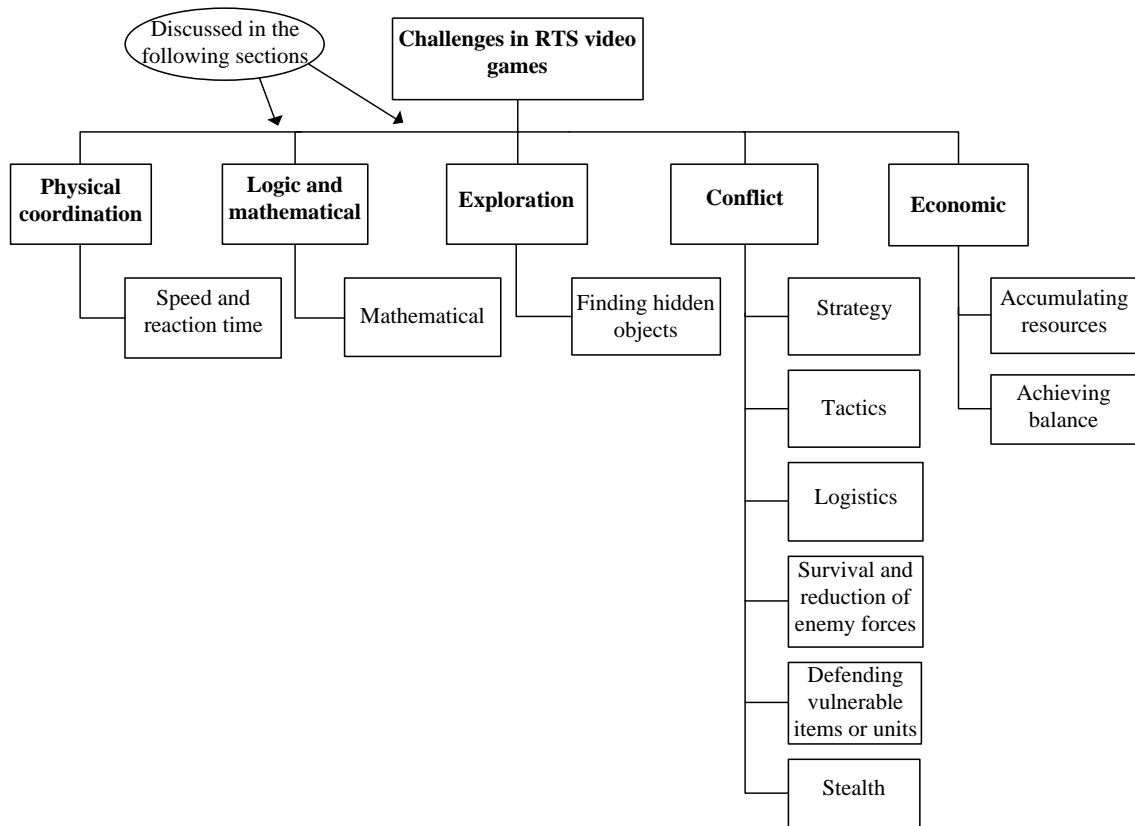 Discussed in the
following sections
Challenges in RTS video
games
Physical
coordination
Logic and
mathematical
Exploration
Conflict
Economic
Speed and
reaction time
Mathematical
Finding hidden
objects
Strategy
Tactics
Logistics
Survival and
reduction of
enemy forces
Defending
vulnerable
items or units
Stealth
Accumulating
resources
Achieving
balance